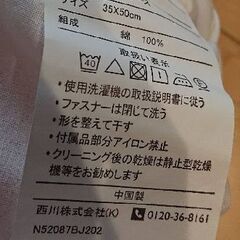 サイズ 35X50cm
組成 綿 100%
取扱い表示
40
・使用洗濯機の取扱説明書に従う
・ファスナーは閉じて洗う
・形を整えて干す
・付属品部分アイロン禁止
・クリーニング後の乾燥は静止型乾燥
機等をお勧めします
中国製
西川株式会社(K) 0120-36-8161
N52087BJ202